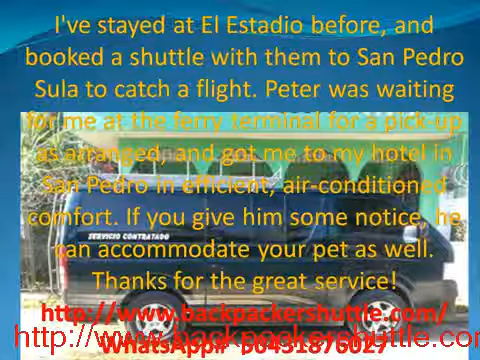 I've stayed at El Estadio before, and
booked a shuttle with them to San Pedro
Sula to catch a flight. Peter was waiting
for me at the ferry terminal for a pick-up
as arranged, and got me to my hotel in
San Pedro in efficient, air-conditioned
comfort. If you give him some notice, he
can accommodate your pet as well.
SERVICIO CONTRATADO
Thanks for the great service!
http://www.backpackershuttle.com/
http://www.backpackershuttle.com/
WhatsApp#